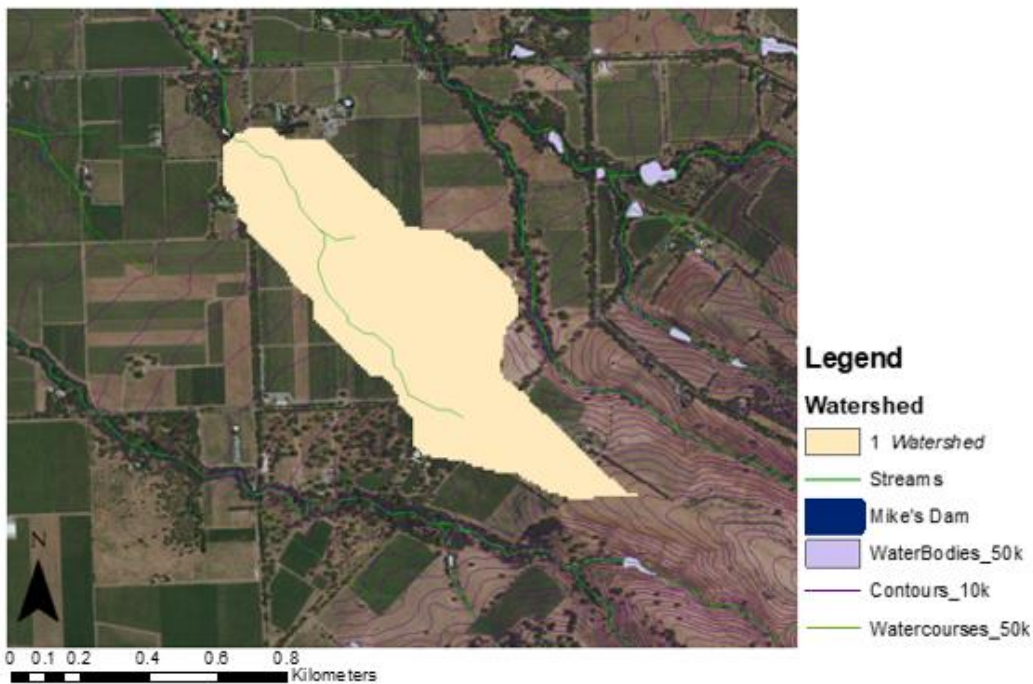 Legend
Watershed
1 Watershed
Streams
Mike's Dam
WaterBodies_50k
Contours_10k
Watercourses_50k
N
0 0.1 0.2 0.4 0.6 0.8
Kilometers